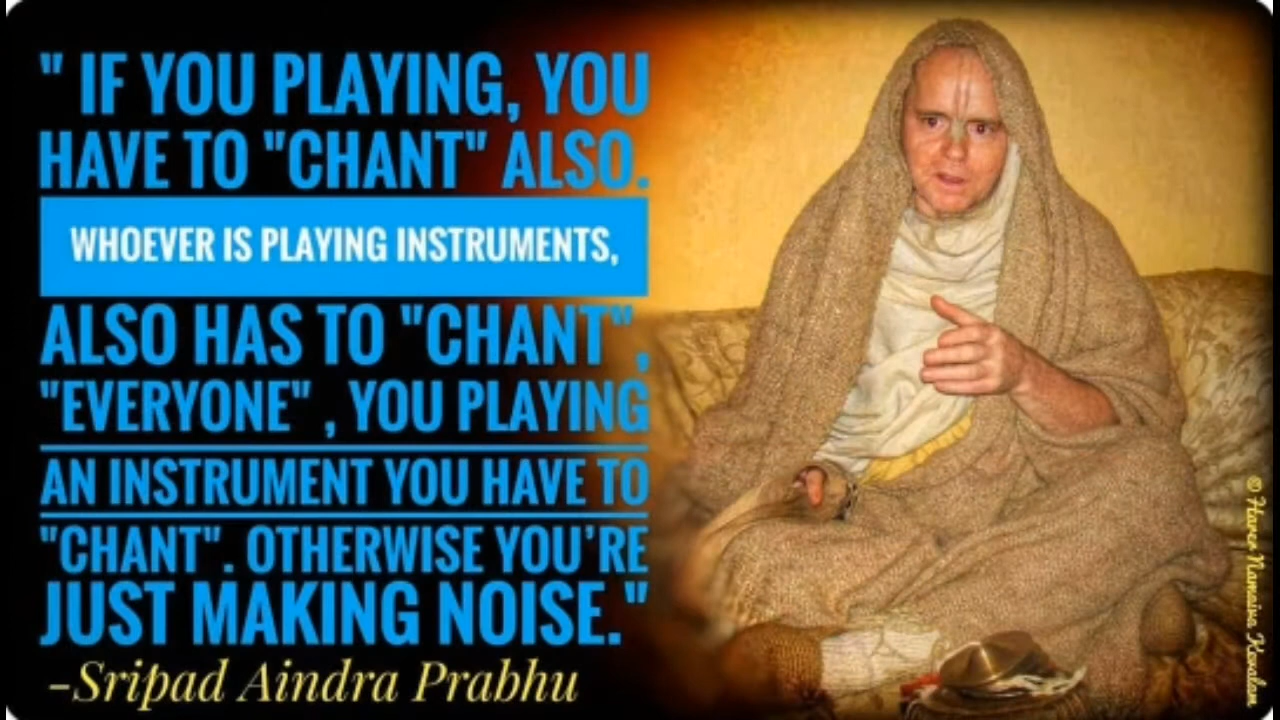 " IF YOU PLAYING, YOU
HAVE TO "CHANT" ALSO.
WHOEVER IS PLAYING INSTRUMENTS,
ALSO HAS TO "CHANT" ,
"EVERYONE" , YOU PLAYING
AN INSTRUMENT YOU HAVE TO
"CHANT". OTHERWISE YOU'RE
JUST MAKING NOISE."
-Sripad Aindra Prabhu
© Haren Namaiva Kevalam